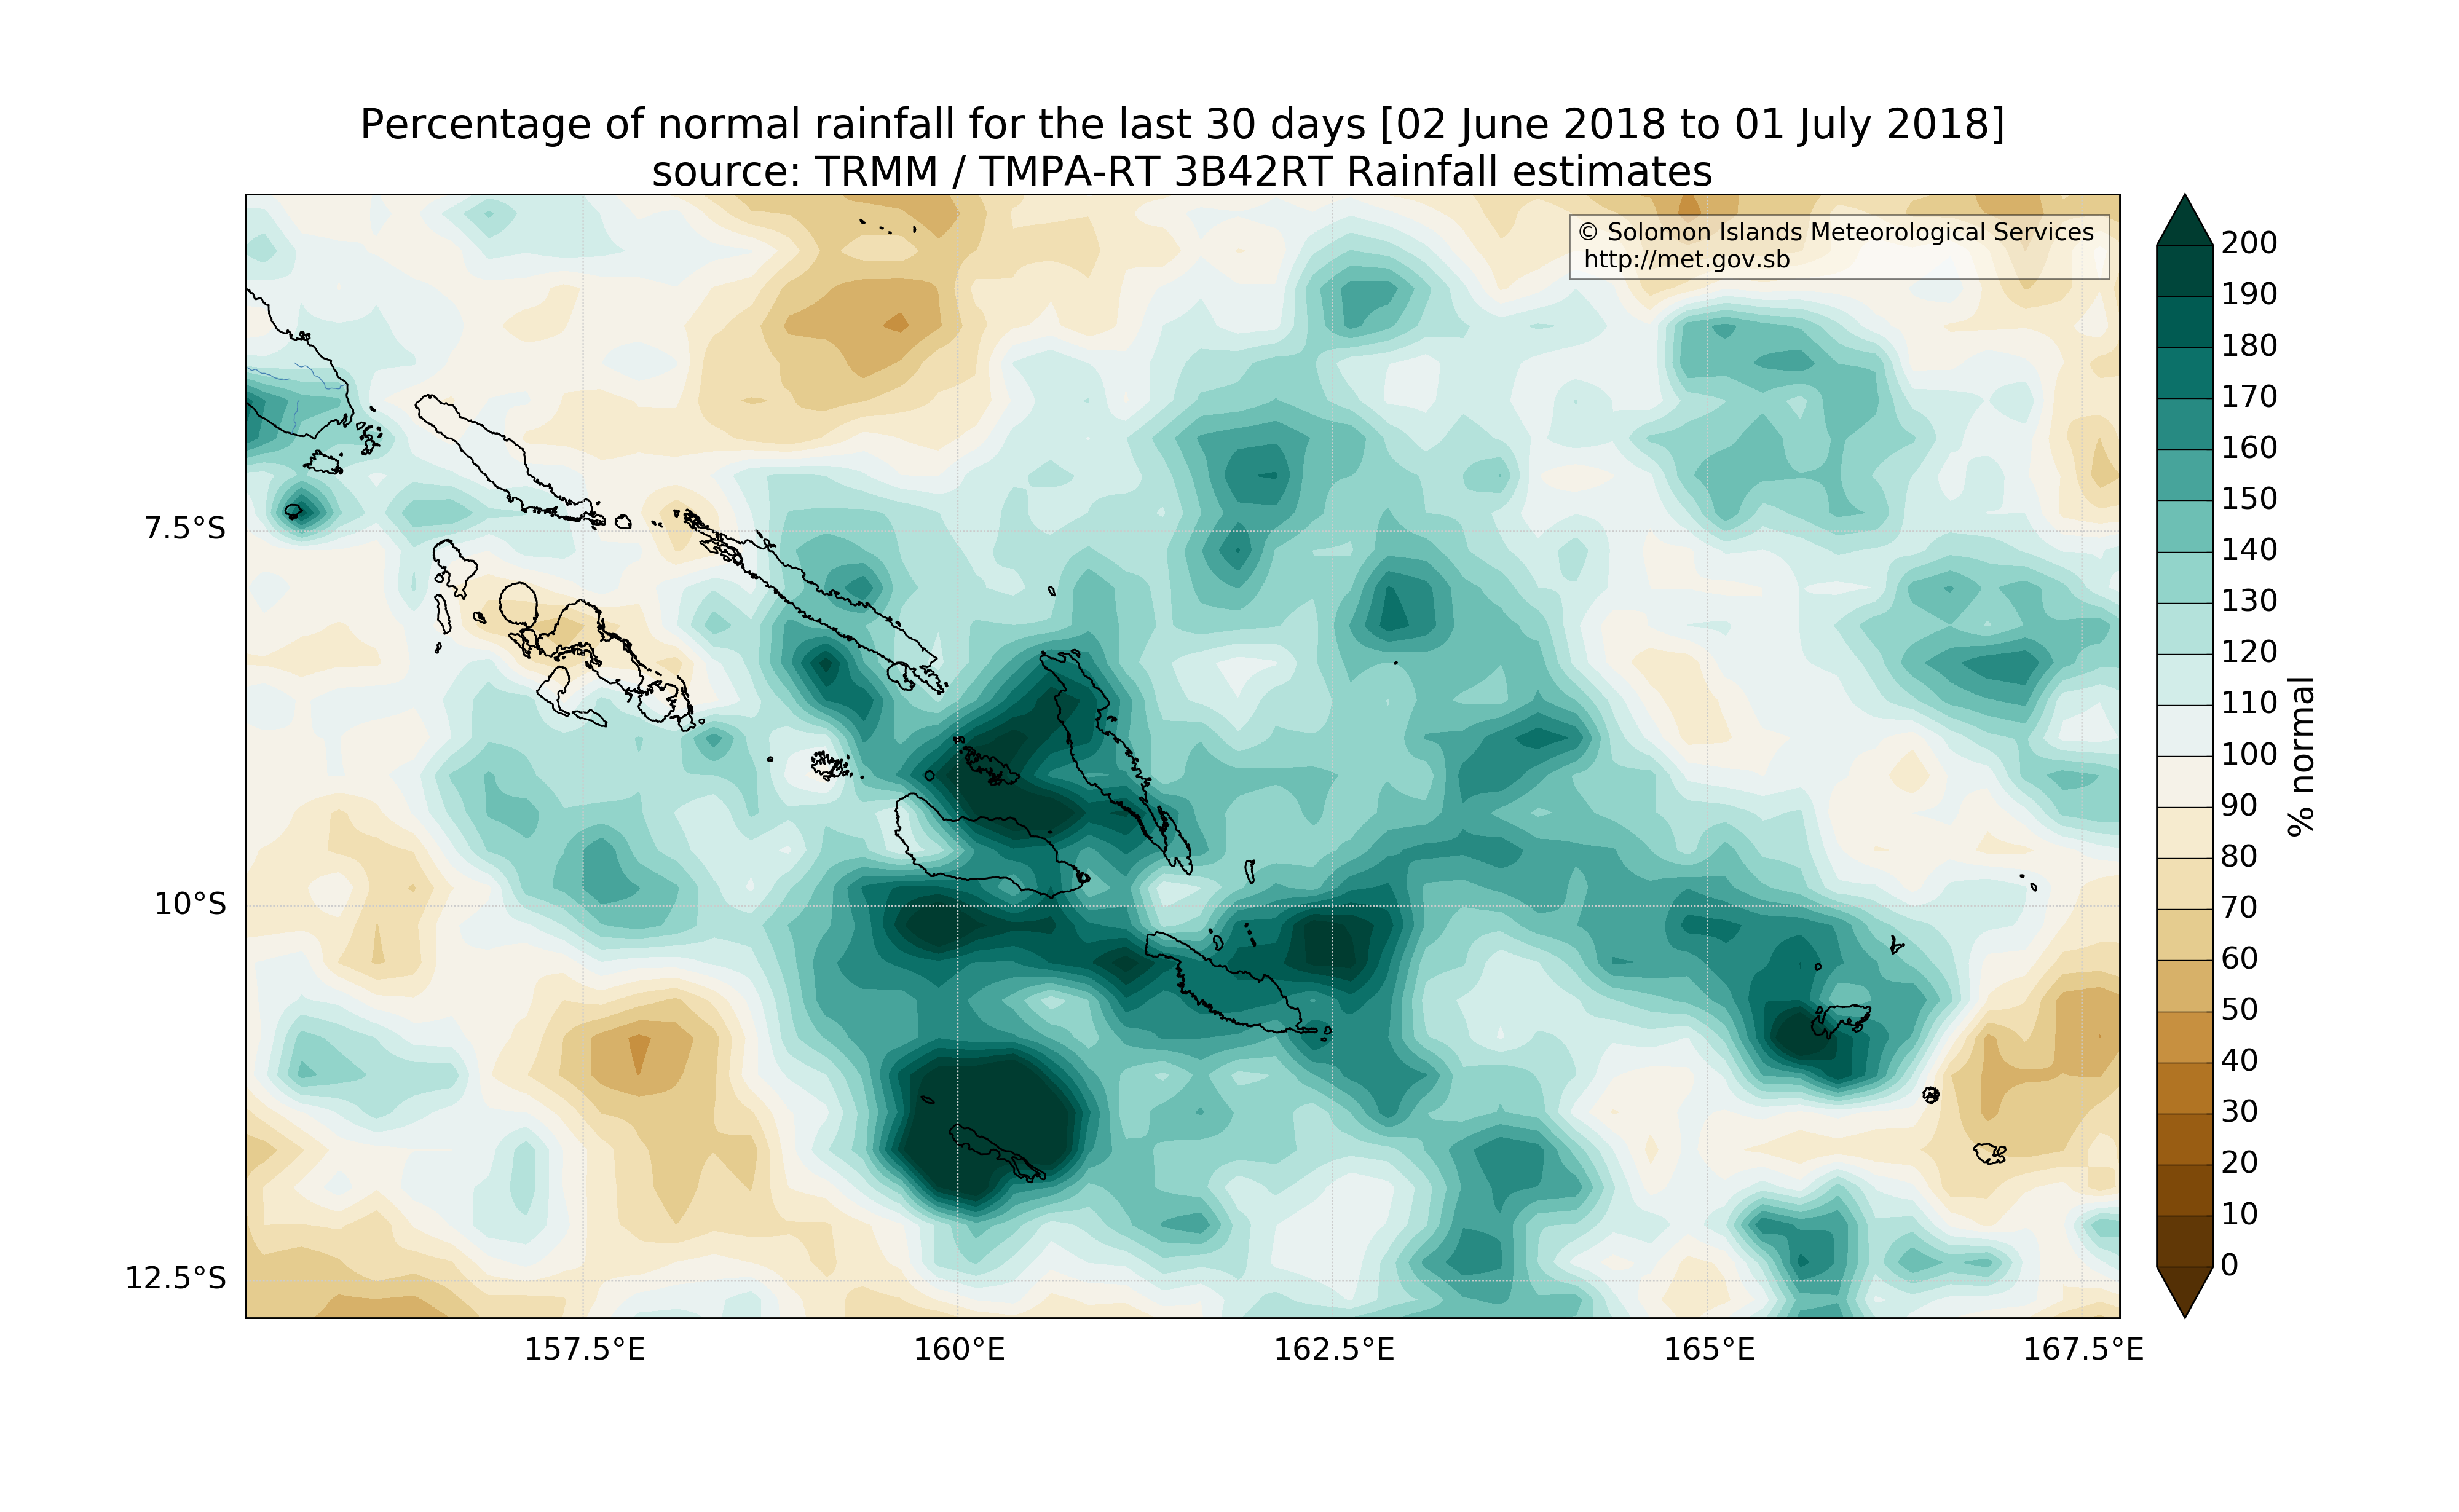 Percentage of normal rainfall for the last 30 days [02 June 2018 to 01 July 2018]
source: TRMM / TMPA-RT 3B42RT Rainfall estimates
© Solomon Islands Meteorological Services
http://met.gov.sb
7.5°S
10°S
12.5°S
157.5°E
160°E
162.5°E
165°E
167.5°E
200
190
180
170
160
150
140
130
120
110
100
90
80
70
60
50
40
30
20
10
0
% normal